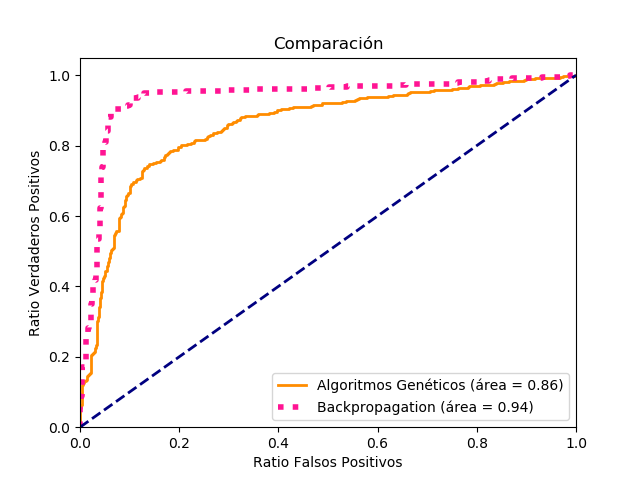 Comparación
1.0
0.8
0.6
0.4
0.2
0.0
Ratio Verdaderos Positivos
Algoritmos Genéticos (área = 0.86)
Backpropagation (área = 0.94)
0.0 0.2 0.4 0.6 0.8 1.0
Ratio Falsos Positivos